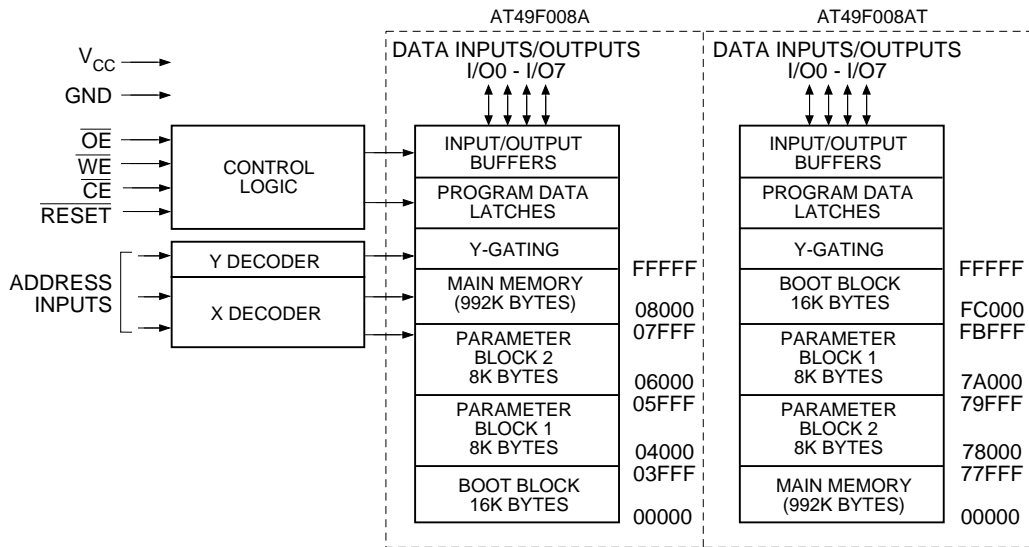 AT49F008A
AT49F008AT
DATA INPUTS/OUTPUTS
I/O0 - I/O7
DATA INPUTS/OUTPUTS
I/O0 - I/O7
VCC
GND
OE
WE
CE
RESET
CONTROL
LOGIC
ADDRESS
INPUTS
Y DECODER
X DECODER
INPUT/OUTPUT
BUFFERS
PROGRAM DATA
LATCHES
Y-GATING
MAIN MEMORY
(992K BYTES)
PARAMETER
BLOCK 2
8K BYTES
PARAMETER
BLOCK 1
8K BYTES
BOOT BLOCK
16K BYTES
FFFFF
08000
07FFF
06000
05FFF
04000
03FFF
00000
INPUT/OUTPUT
BUFFERS
PROGRAM DATA
LATCHES
Y-GATING
BOOT BLOCK
16K BYTES
PARAMETER
BLOCK 1
8K BYTES
PARAMETER
BLOCK 2
8K BYTES
MAIN MEMORY
(992K BYTES)
FFFFF
FC000
FBFFF
7A000
79FFF
78000
77FFF
00000